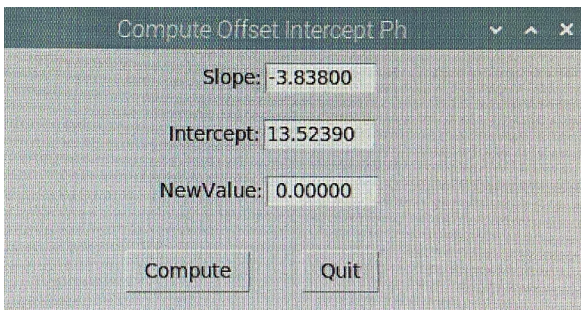 Compute Offset Intercept Ph
Slope: -3.83800
Intercept: 13.52390
NewValue: 0.00000
Compute Quit